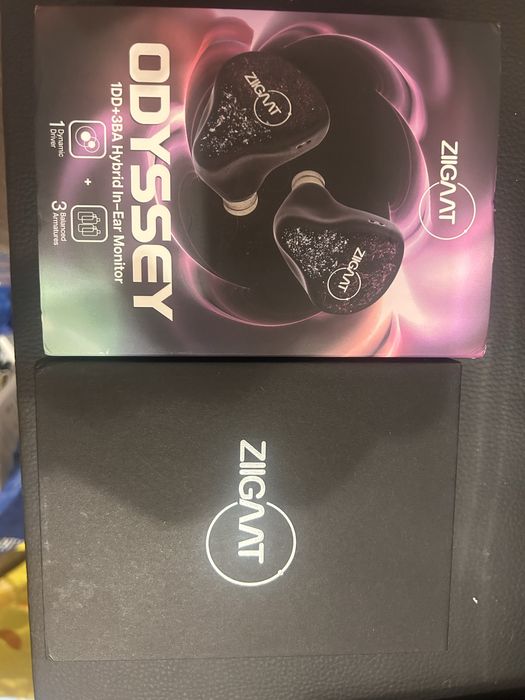 ZIIGAAT
ZIIGAAT
ZIIGAAT
ODYSSEY
1DD+3BA Hybrid In-Ear Monitor
1 Dynamic
Driver
+
3 Balanced
Armatures
ZIIGAAT